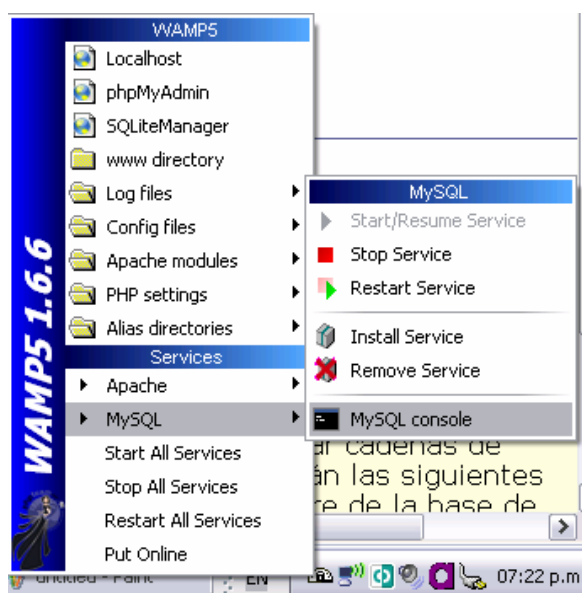 WAMP5
Localhost
phpMyAdmin
SQLiteManager
www directory
Log files
Config files
Apache modules
PHP settings
Alias directories
Services
Apache
MySQL
Start All Services
Stop All Services
Restart All Services
Put Online
WAMP5 1.6.6
MySQL
Start/Resume Service
Stop Service
Restart Service
Install Service
Remove Service
MySQL console
ar cadenas de
án las siguientes
re de la base de
untitled - Paint
EN
07:22 p.m